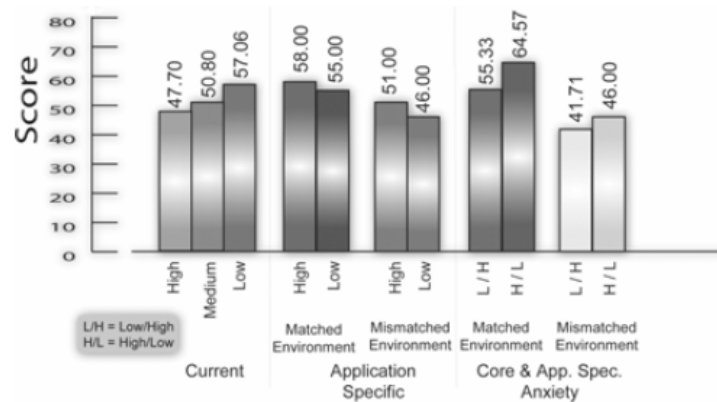 Score
80
70
60
50
40
30
20
10
0
47.70
50.80
57.06
58.00
55.00
51.00
46.00
55.33
64.57
41.71
46.00
High
Medium
Low
High
Low
High
Low
L / H
H / L
L / H
H / L
L/H = Low/High
H/L = High/Low
Matched
Environment
Mismatched
Environment
Matched
Environment
Mismatched
Environment
Current
Application
Specific
Core & App. Spec.
Anxiety